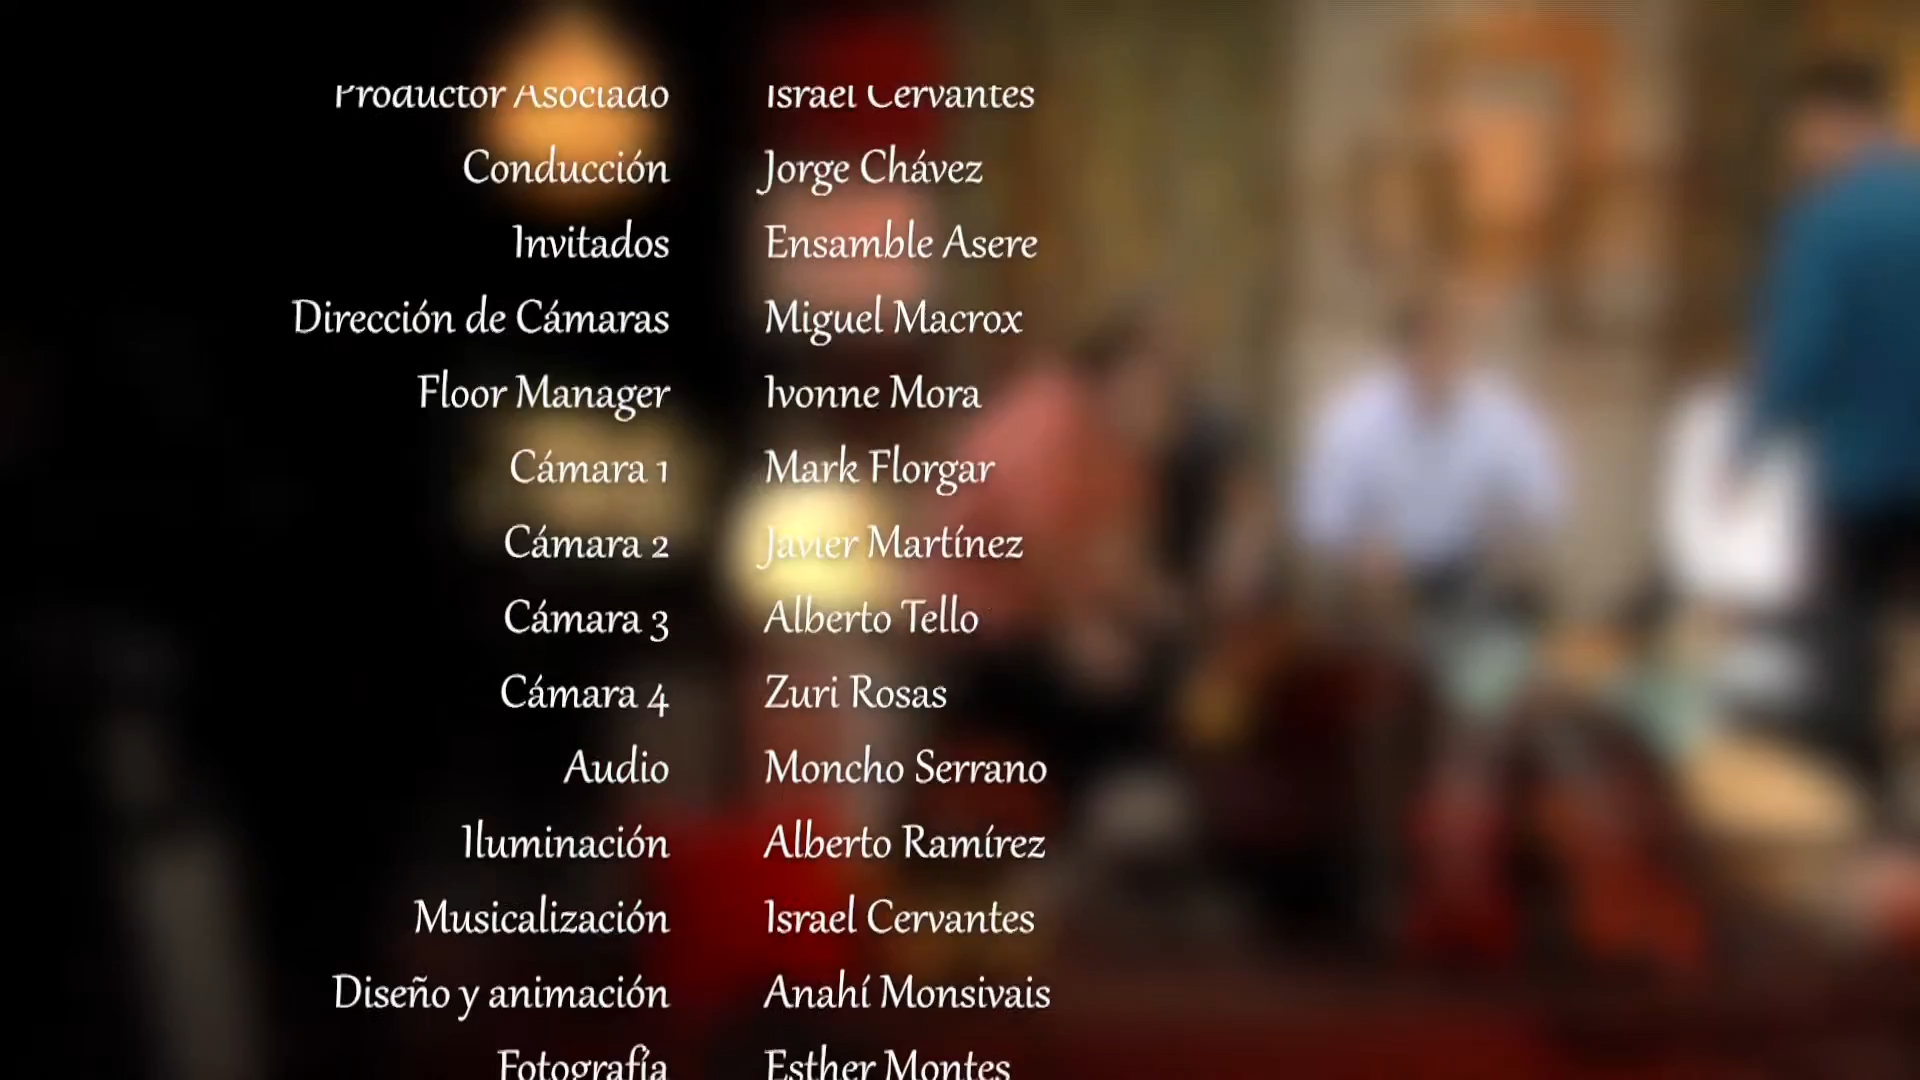 Productor Asociado Israel Cervantes
Conducción Jorge Chávez
Invitados Ensamble Asere
Dirección de Cámaras Miguel Macrox
Floor Manager Ivonne Mora
Cámara 1 Mark Florgar
Cámara 2 Javier Martínez
Cámara 3 Alberto Tello
Cámara 4 Zuri Rosas
Audio Moncho Serrano
Iluminación Alberto Ramírez
Musicalización Israel Cervantes
Diseño y animación Anahí Monsivais
Fotografía Esther Montes